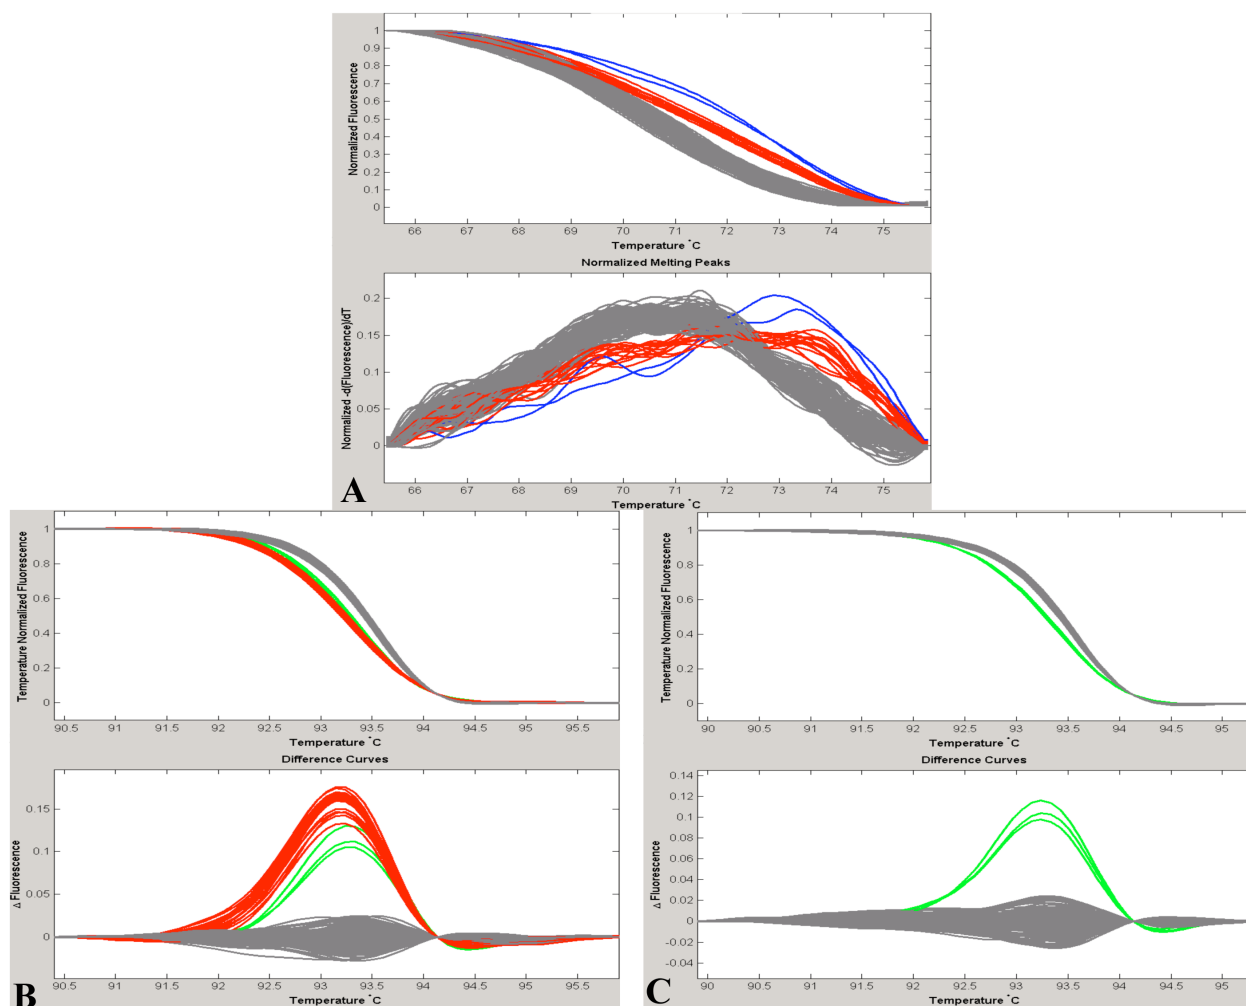 1
0.9
0.8
0.7
0.6
0.5
0.4
0.3
0.2
0.1
0
Normalized Fluorescence
66 67 68 69 70 71 72 73 74 75
Temperature °C
Normalized Melting Peaks
0.2
0.15
0.1
0.05
0
Normalized -d(Fluorescence)/dT
66 67 68 69 70 71 72 73 74 75
Temperature °C
A
1
0.8
0.6
0.4
0.2
0
Temperature Normalized Fluorescence
90.5 91 91.5 92 92.5 93 93.5 94 94.5 95 95.5
Temperature °C
Difference Curves
0.15
0.1
0.05
0
Δ Fluorescence
90.5 91 91.5 92 92.5 93 93.5 94 94.5 95 95.5
Temperature °C
B
1
0.8
0.6
0.4
0.2
0
Temperature Normalized Fluorescence
90 90.5 91 91.5 92 92.5 93 93.5 94 94.5 95
Temperature °C
Difference Curves
0.14
0.12
0.1
0.08
0.06
0.04
0.02
0
-0.02
-0.04
Δ Fluorescence
90 90.5 91 91.5 92 92.5 93 93.5 94 94.5 95
Temperature °C
C